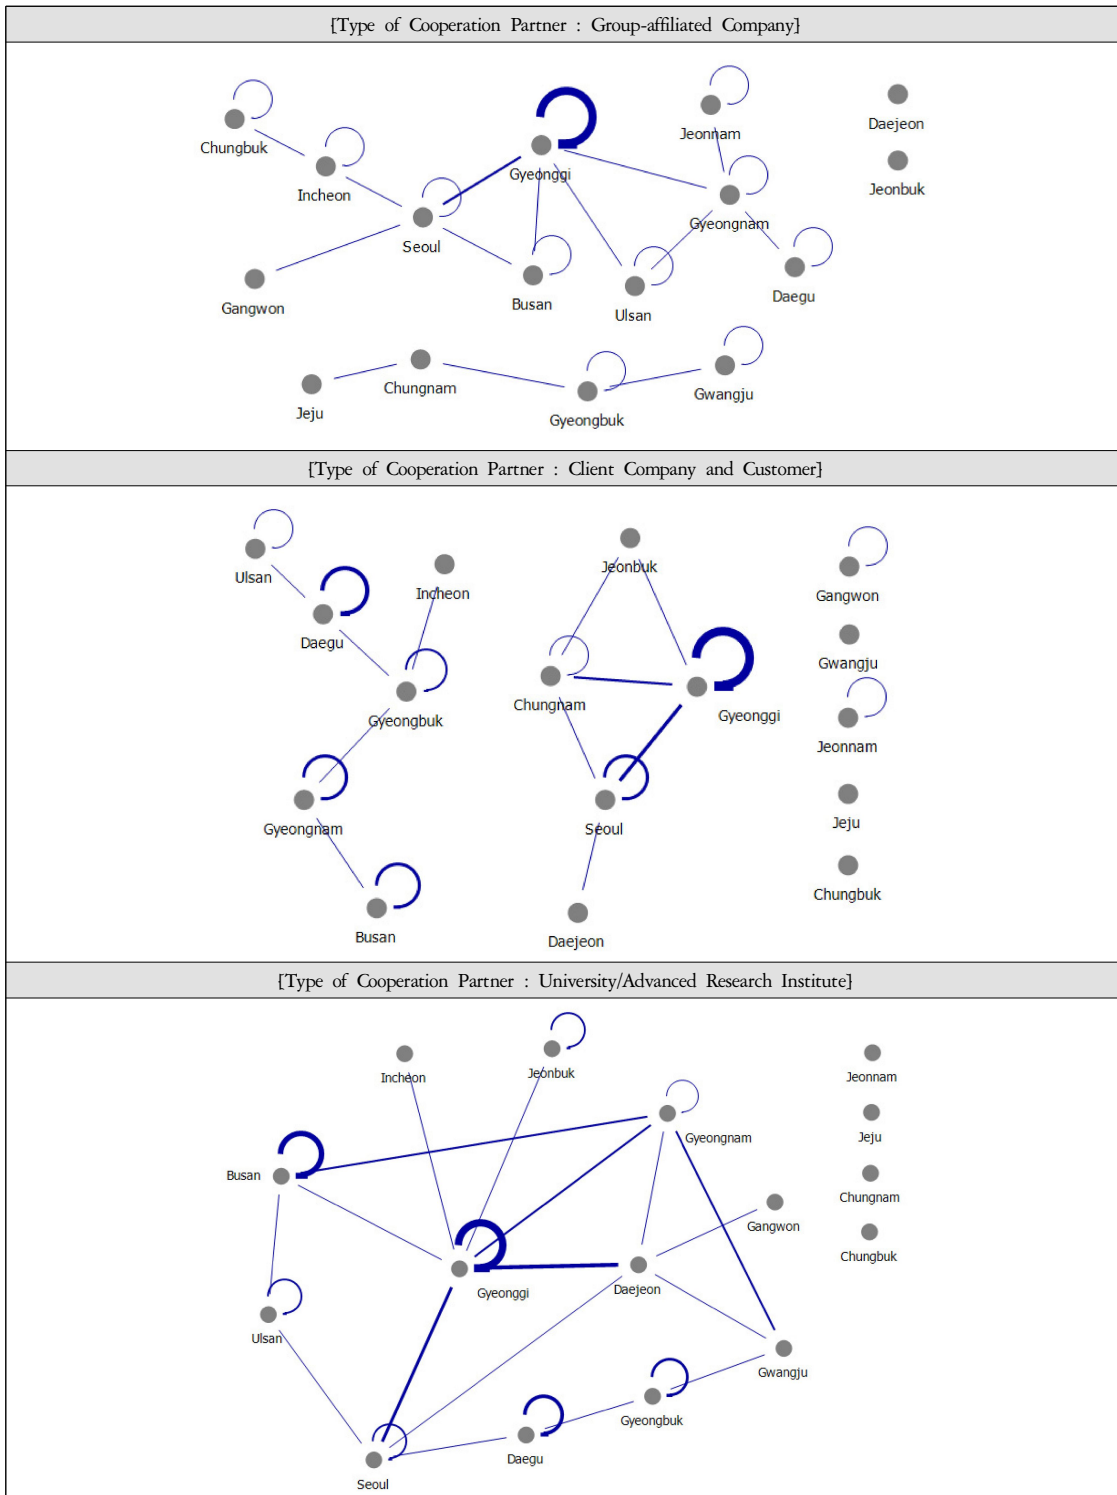 [Type of Cooperation Partner : Group-affiliated Company]
Chungbuk
Incheon
Seoul
Gangwon
Gyeonggi
Busan
Ulsan
Jeonnam
Gyeongnam
Daegu
Daejeon
Jeonbuk
Jeju
Chungnam
Gyeongbuk
Gwangju
[Type of Cooperation Partner : Client Company and Customer]
Ulsan
Daegu
Incheon
Gyeongbuk
Gyeongnam
Busan
Jeonbuk
Chungnam
Gyeonggi
Seoul
Daejeon
Gangwon
Gwangju
Jeonnam
Jeju
Chungbuk
[Type of Cooperation Partner : University/Advanced Research Institute]
Incheon
Jeonbuk
Gyeongnam
Busan
Gangwon
Gyeonggi
Daejeon
Ulsan
Gwangju
Gyeongbuk
Daegu
Seoul
Jeonnam
Jeju
Chungnam
Chungbuk